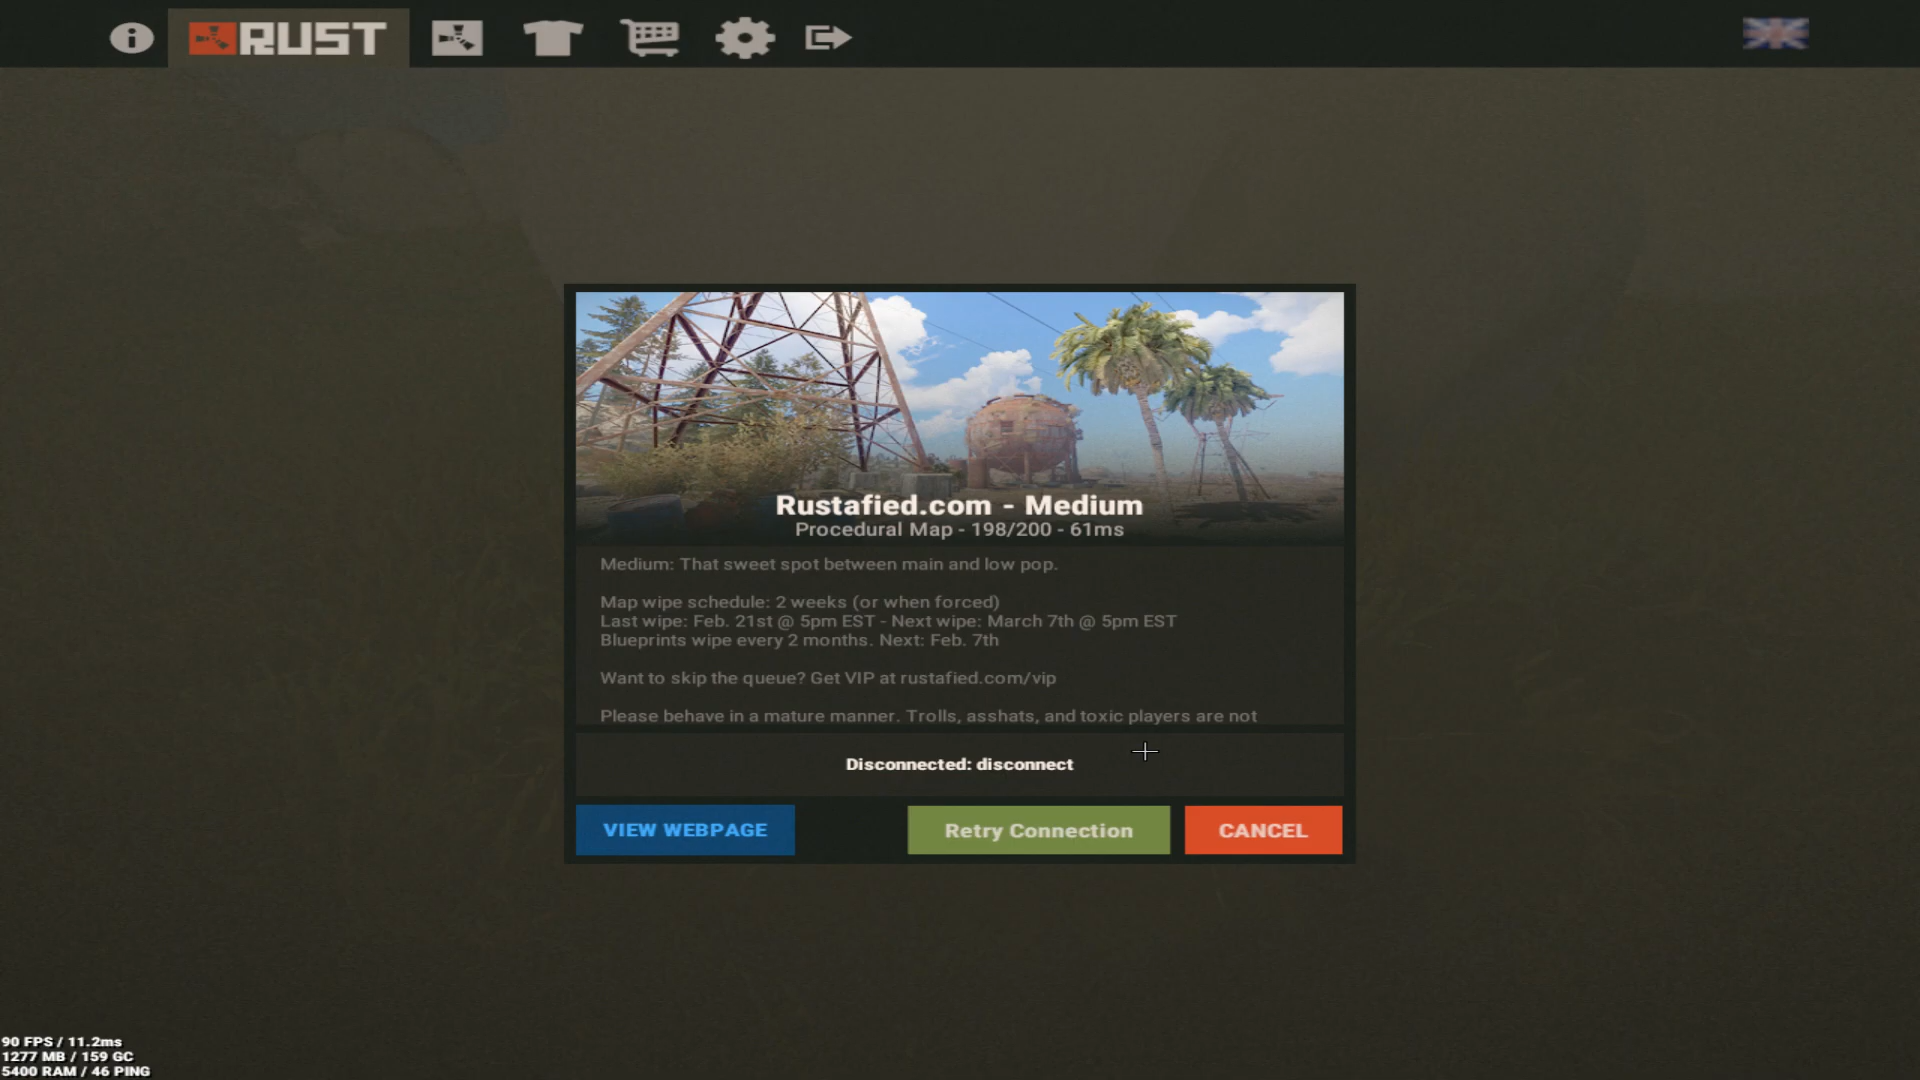 RUST
Rustafied.com - Medium
Procedural Map - 198/200 - 61ms
Medium: That sweet spot between main and low pop.
Map wipe schedule: 2 weeks (or when forced)
Last wipe: Feb. 21st @ 5pm EST - Next wipe: March 7th @ 5pm EST
Blueprints wipe every 2 months. Next: Feb. 7th
Want to skip the queue? Get VIP at rustafied.com/vip
Please behave in a mature manner. Trolls, asshats, and toxic players are not
Disconnected: disconnect
VIEW WEBPAGE
Retry Connection
CANCEL
90 FPS / 11.2ms
1277 MB / 159 GC
5400 RAM / 46 PING